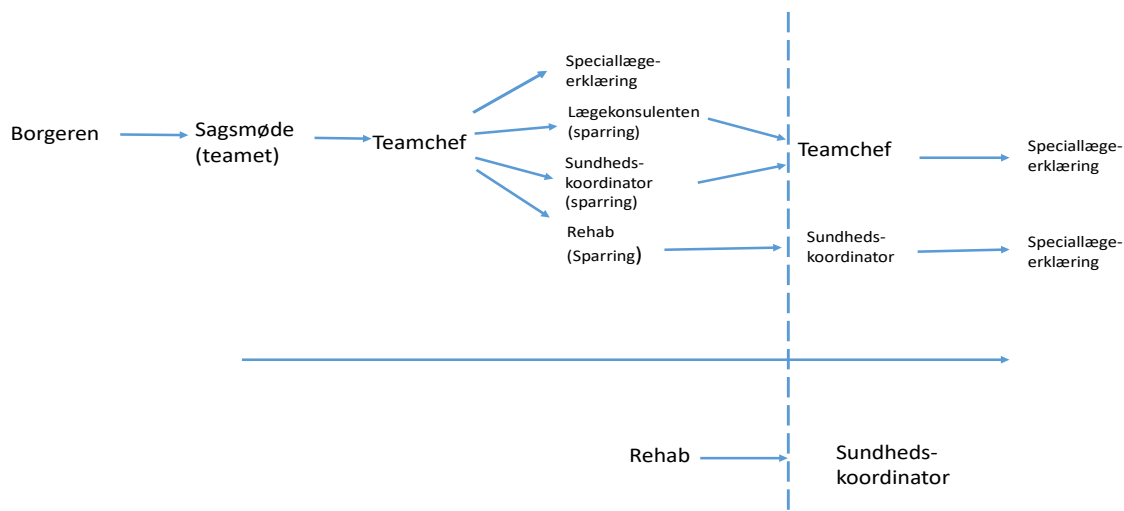 Borgeren
Sagsmøde
(teamet)
Teamchef
Speciallæge-
erklæring
Lægekonsulenten
(sparring)
Sundheds-
koordinator
(sparring)
Rehab
(Sparring)
Teamchef
Speciallæge-
erklæring
Sundheds-
koordinator
Speciallæge-
erklæring
Rehab
Sundheds-
koordinator